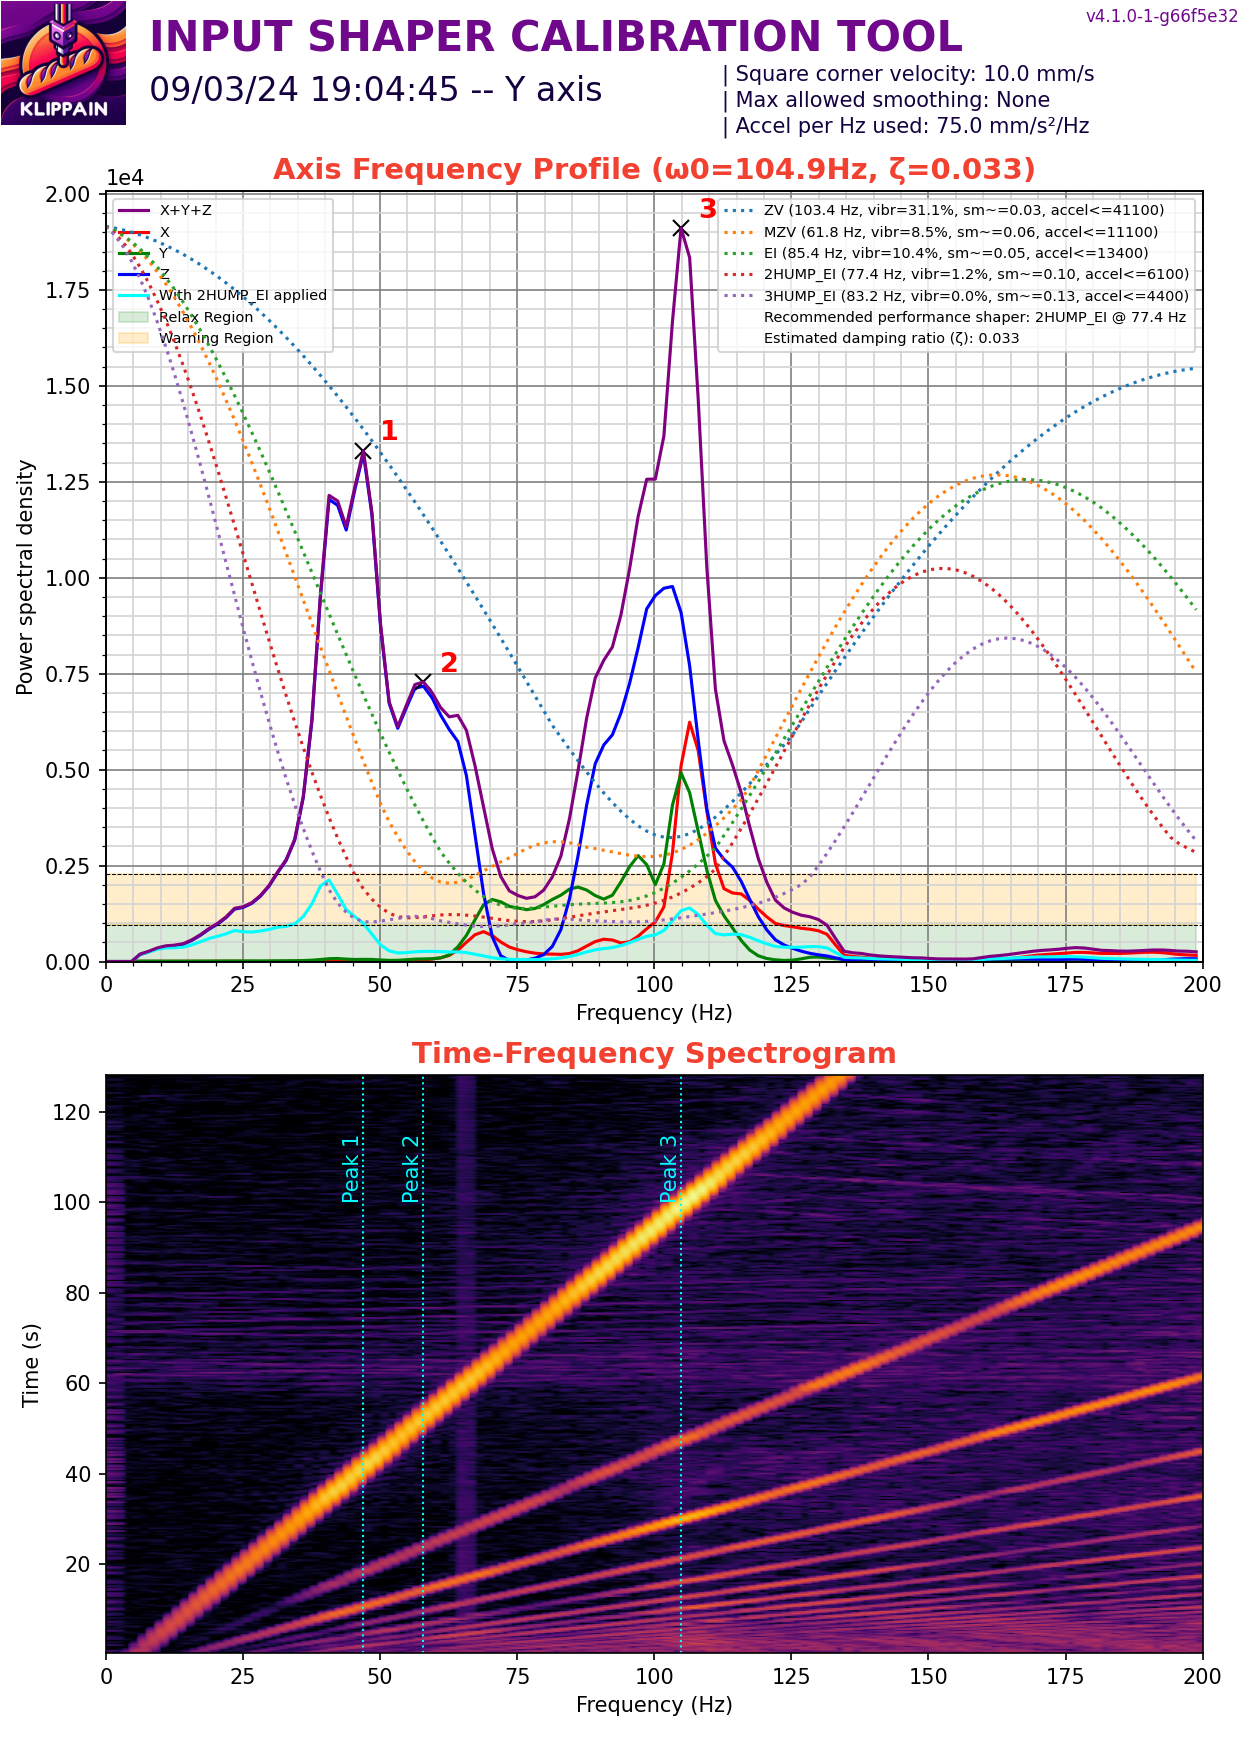 v4.1.0-1-g66f5e32
INPUT SHAPER CALIBRATION TOOL
09/03/24 19:04:45 -- Y axis
| Square corner velocity: 10.0 mm/s
| Max allowed smoothing: None
| Accel per Hz used: 75.0 mm/s²/Hz
KLIPPAIN
Axis Frequency Profile (ω0=104.9Hz, ζ=0.033)
1e4
X+Y+Z
X
Y
Z
With 2HUMP_EI applied
Relax Region
Warning Region
ZV (103.4 Hz, vibr=31.1%, sm~=0.03, accel<=41100)
MZV (61.8 Hz, vibr=8.5%, sm~=0.06, accel<=11100)
EI (85.4 Hz, vibr=10.4%, sm~=0.05, accel<=13400)
2HUMP_EI (77.4 Hz, vibr=1.2%, sm~=0.10, accel<=6100)
3HUMP_EI (83.2 Hz, vibr=0.0%, sm~=0.13, accel<=4400)
Recommended performance shaper: 2HUMP_EI @ 77.4 Hz
Estimated damping ratio (ζ): 0.033
1
2
3
2.00
1.75
1.50
1.25
1.00
0.75
0.50
0.25
0.00
Power spectral density
0 25 50 75 100 125 150 175 200
Frequency (Hz)
Time-Frequency Spectrogram
Peak 1
Peak 2
Peak 3
120
100
80
60
40
20
Time (s)
0 25 50 75 100 125 150 175 200
Frequency (Hz)